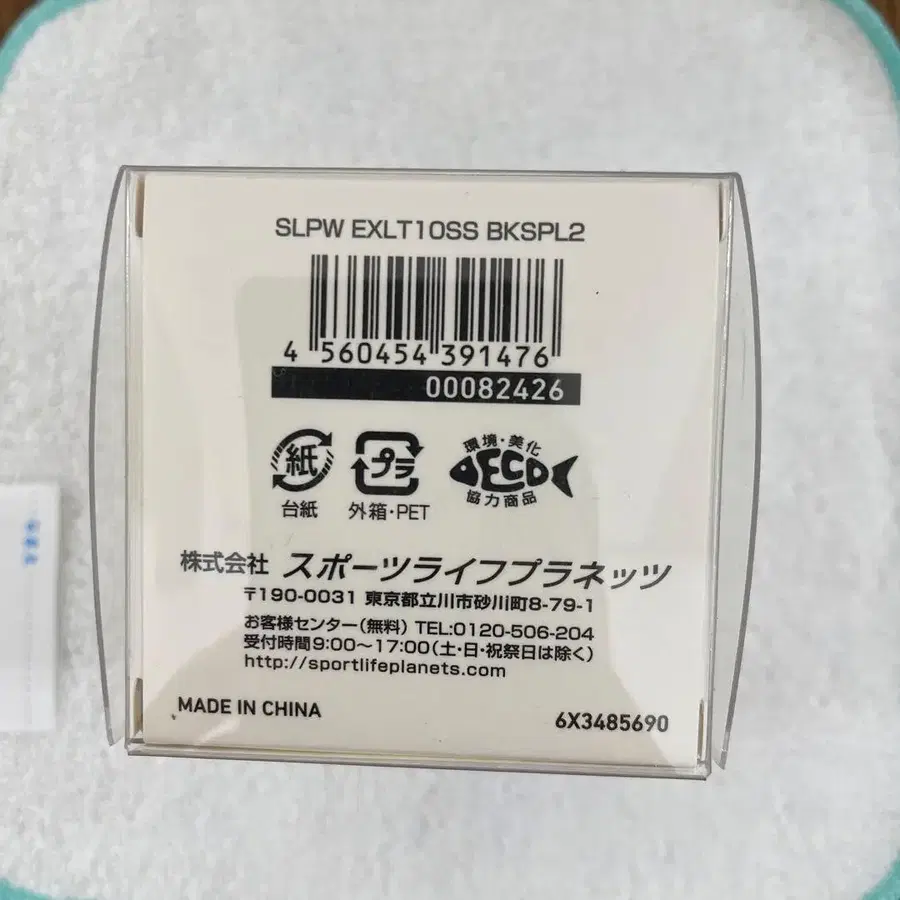 SLPW EXLT10SS BKSPL2
4 560454 391476
00082426
紙
台紙
プラ
外箱・PET
環境・美化
ECO
協力商品
株式会社 スポーツライフプラネッツ
〒190-0031 東京都立川市砂川町8-79-1
お客様センター(無料) TEL:0120-506-204
受付時間9:00～17:00(土・日・祝祭日は除く)
http://sportlifeplanets.com
MADE IN CHINA
6X3485690